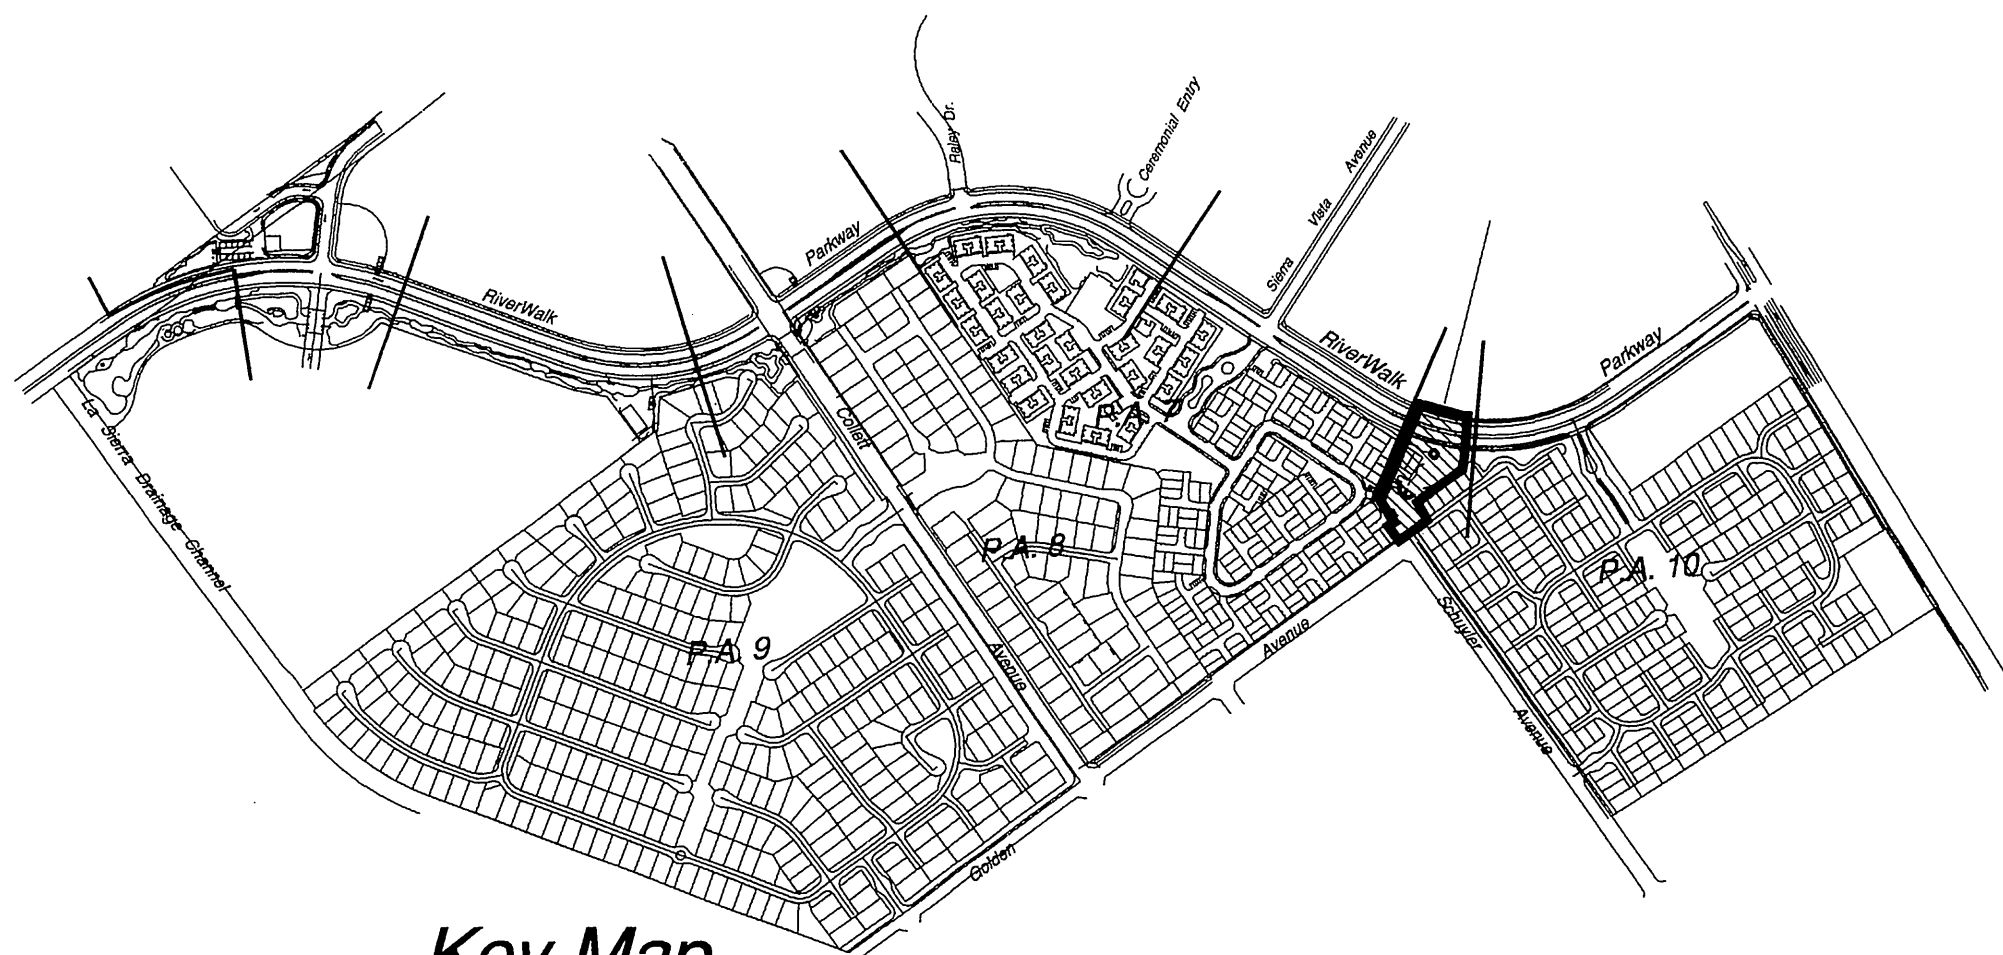 Raley Dr.
Ceremonial Entry
Sierra Vista Avenue
Parkway
RiverWalk
RiverWalk
Parkway
Collett
La Sierra Drainage Channel
P.A. 8
P.A. 10
P.A. 9
Avenue
Avenue
Schuyler
Avenue
Golden
Key Map